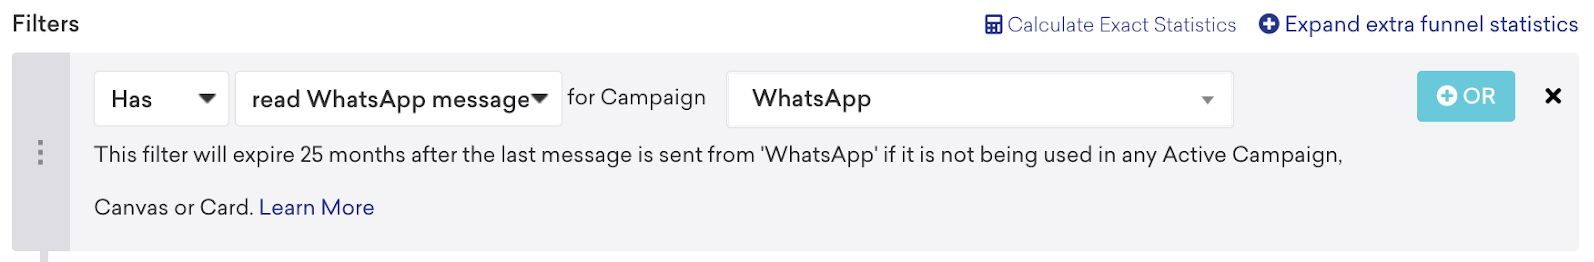 Filters Calculate Exact Statistics Expand extra funnel statistics
Has read WhatsApp message for Campaign WhatsApp OR
This filter will expire 25 months after the last message is sent from 'WhatsApp' if it is not being used in any Active Campaign,
Canvas or Card. Learn More